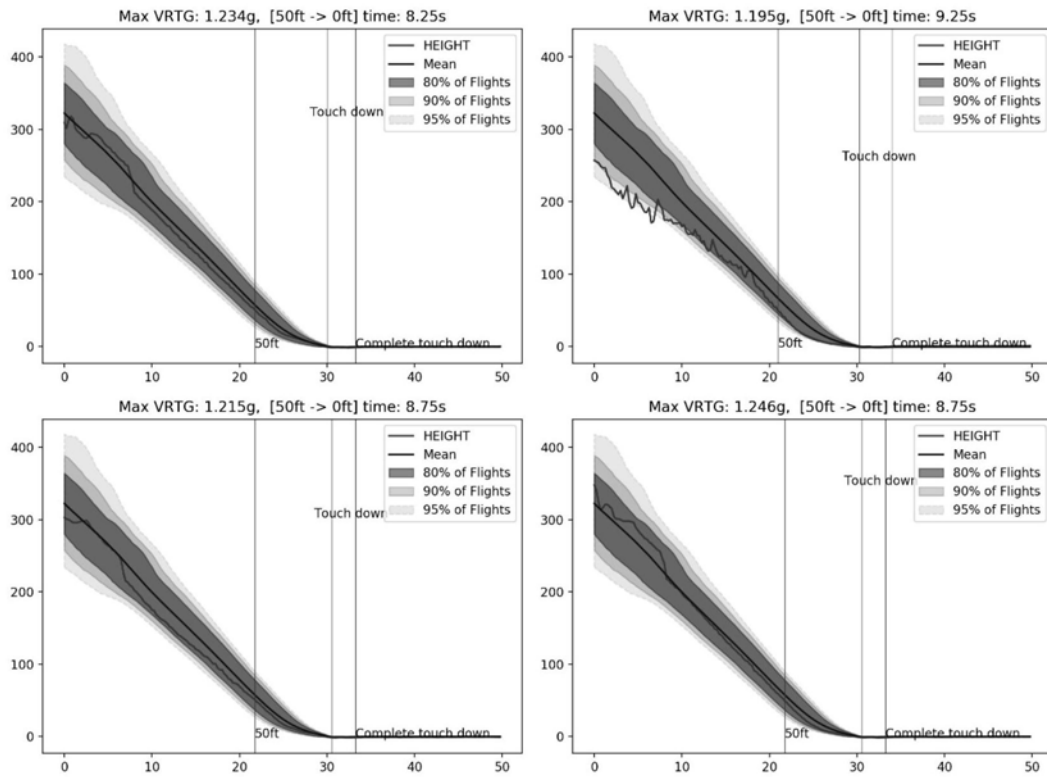 Max VRTG: 1.234g, [50ft -> 0ft] time: 8.25s
400
300
200
100
0
0 10 20 30 40 50
HEIGHT
Mean
80% of Flights
90% of Flights
95% of Flights
Touch down
50ft
Complete touch down
Max VRTG: 1.195g, [50ft -> 0ft] time: 9.25s
400
300
200
100
0
0 10 20 30 40 50
HEIGHT
Mean
80% of Flights
90% of Flights
95% of Flights
Touch down
50ft
Complete touch down
Max VRTG: 1.215g, [50ft -> 0ft] time: 8.75s
400
300
200
100
0
0 10 20 30 40 50
HEIGHT
Mean
80% of Flights
90% of Flights
95% of Flights
Touch down
50ft
Complete touch down
Max VRTG: 1.246g, [50ft -> 0ft] time: 8.75s
400
300
200
100
0
0 10 20 30 40 50
HEIGHT
Mean
80% of Flights
90% of Flights
95% of Flights
Touch down
50ft
Complete touch down